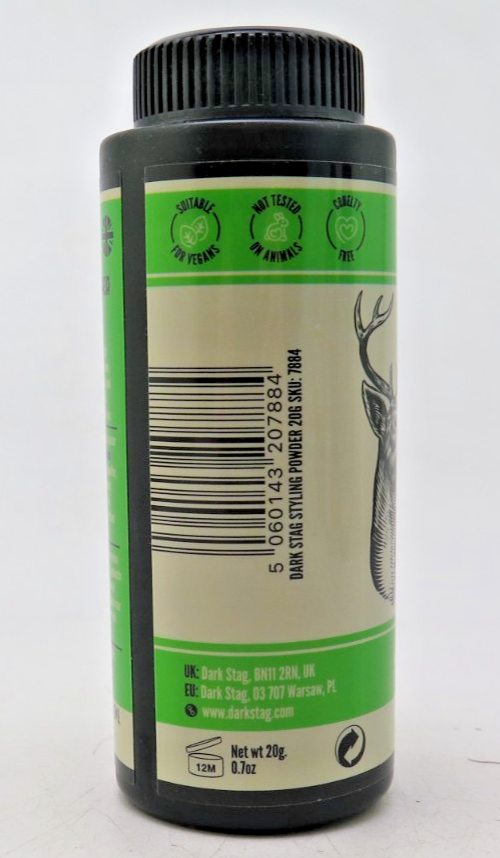 SUITABLE
FOR VEGANS
NOT TESTED
ON ANIMALS
CRUELTY
FREE
5 060143 207884
DARK STAG STYLING POWDER 20G SKU: 7884
UK: Dark Stag, BN11 2RN, UK
EU: Dark Stag, 03 707 Warsaw, PL
www.darkstag.com
12M
Net wt 20g.
0.7oz